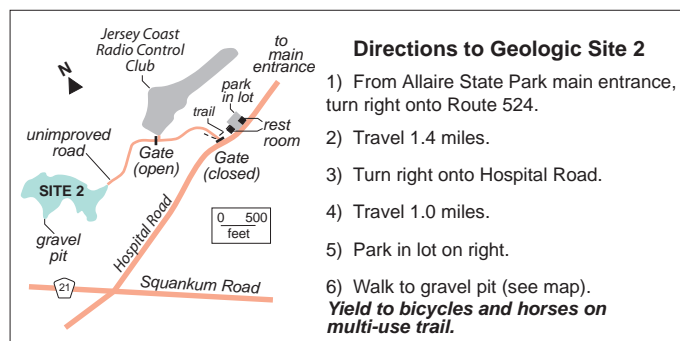 Jersey Coast
Radio Control
Club
to
main
entrance
N
park
in lot
trail
rest
room
unimproved
road
Gate
(open)
Gate
(closed)
SITE 2
gravel
pit
Hospital Road
0 500
feet
21
Squankum Road
Directions to Geologic Site 2
1) From Allaire State Park main entrance,
turn right onto Route 524.
2) Travel 1.4 miles.
3) Turn right onto Hospital Road.
4) Travel 1.0 miles.
5) Park in lot on right.
6) Walk to gravel pit (see map).
Yield to bicycles and horses on
multi-use trail.